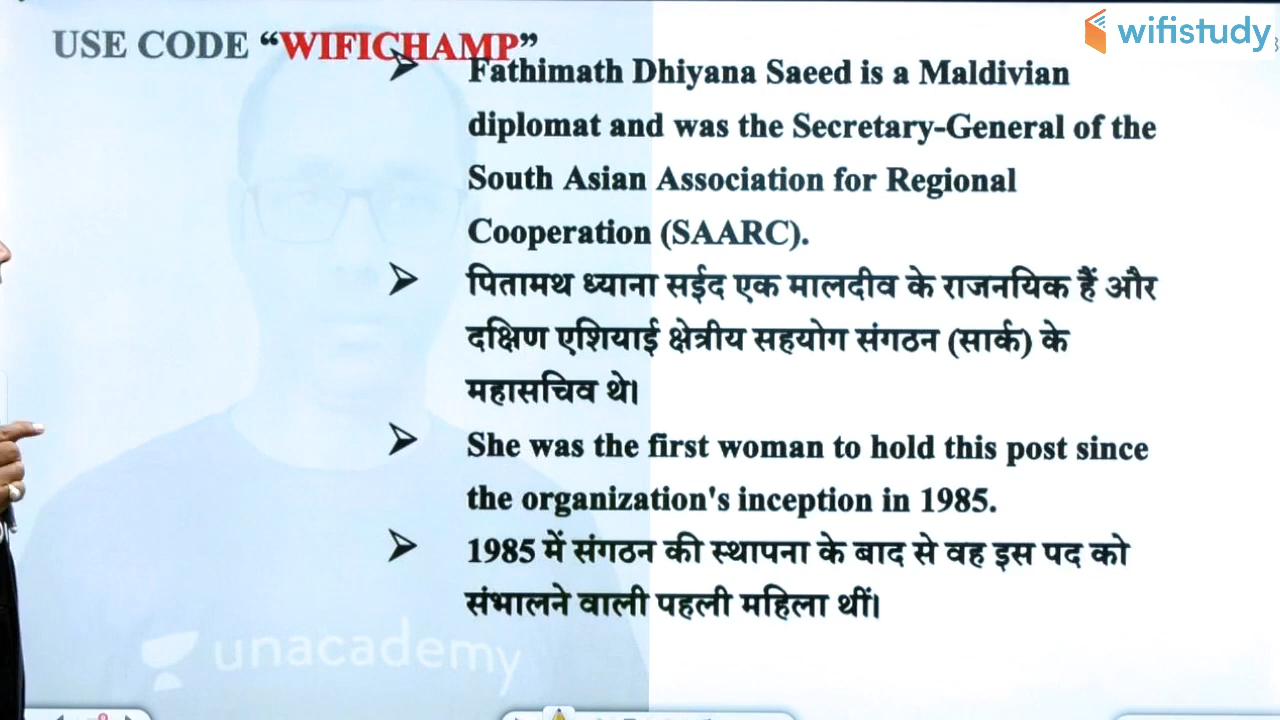 USE CODE “WIFICHAMP”
wifistudy
Fathimath Dhiyana Saeed is a Maldivian
diplomat and was the Secretary-General of the
South Asian Association for Regional
Cooperation (SAARC).
पितामथ ध्याना सईद एक मालदीव के राजनयिक हैं और
दक्षिण एशियाई क्षेत्रीय सहयोग संगठन (सार्क) के
महासचिव थे।
She was the first woman to hold this post since
the organization's inception in 1985.
1985 में संगठन की स्थापना के बाद से वह इस पद को
संभालने वाली पहली महिला थीं।
unacademy